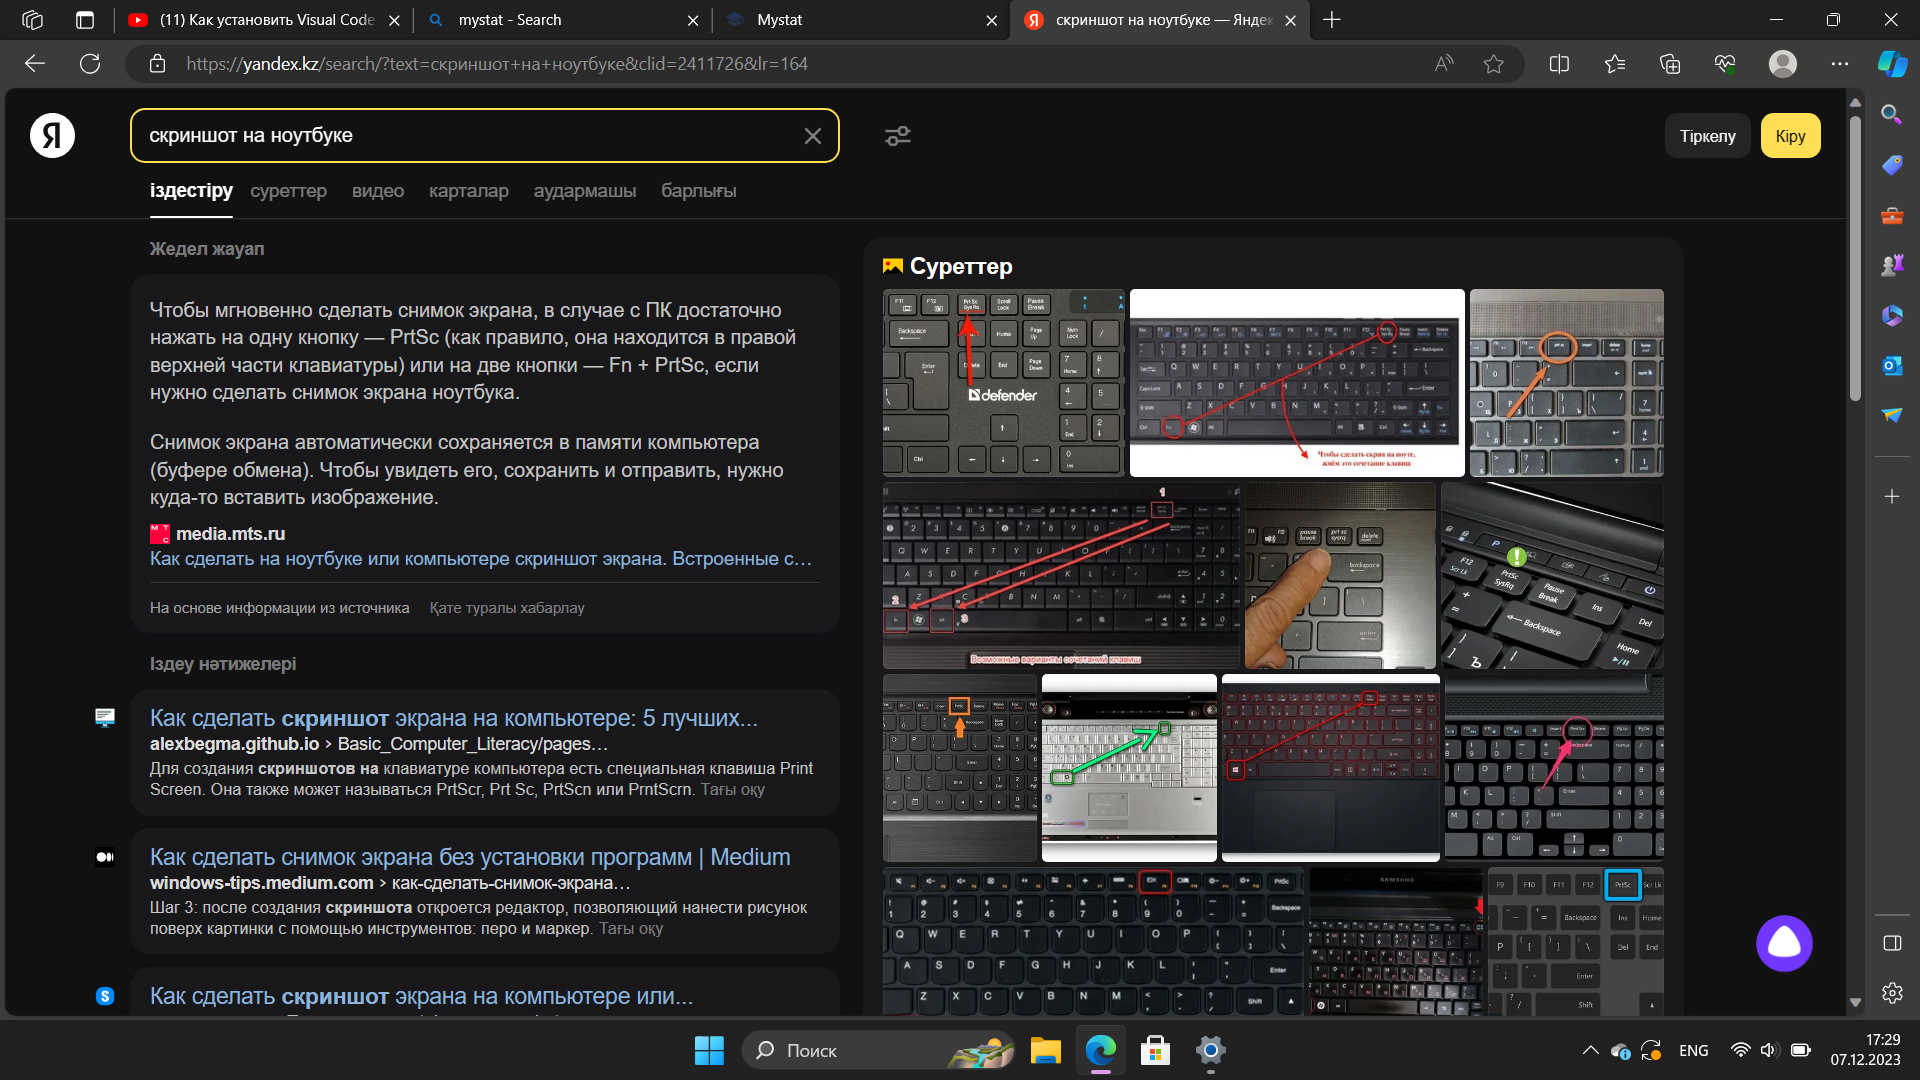 (11) Как установить Visual Code
mystat - Search
Mystat
скриншот на ноутбуке — Яндек
https://yandex.kz/search/?text=скриншот+на+ноутбуке&clid=2411726&lr=164
Я
скриншот на ноутбуке
Тіркелу
Кіру
іздестіру
суреттер
видео
карталар
аудармашы
барлығы
Жедел жауап
Чтобы мгновенно сделать снимок экрана, в случае с ПК достаточно
нажать на одну кнопку — PrtSc (как правило, она находится в правой
верхней части клавиатуры) или на две кнопки — Fn + PrtSc, если
нужно сделать снимок экрана ноутбука.
Снимок экрана автоматически сохраняется в памяти компьютера
(буфере обмена). Чтобы увидеть его, сохранить и отправить, нужно
куда-то вставить изображение.
media.mts.ru
Как сделать на ноутбуке или компьютере скриншот экрана. Встроенные с...
На основе информации из источника
Қате туралы хабарлау
Іздеу нәтижелері
Как сделать скриншот экрана на компьютере: 5 лучших...
alexbegma.github.io › Basic_Computer_Literacy/pages...
Для создания скриншотов на клавиатуре компьютера есть специальная клавиша Print
Screen. Она также может называться PrtScr, Prt Sc, PrtScn или PrntScrn. Тағы оқу
Как сделать снимок экрана без установки программ | Medium
windows-tips.medium.com › как-сделать-снимок-экрана...
Шаг 3: после создания скриншота откроется редактор, позволяющий нанести рисунок
поверх картинки с помощью инструментов: перо и маркер. Тағы оқу
Как сделать скриншот экрана на компьютере или...
Суреттер
defender
Чтобы сделать скрин на ноуте,
жмём это сочетание клавиш
1
2
3
Возможные варианты сочетаний клавиш
SAMSUNG
Поиск
ENG
17:29
07.12.2023